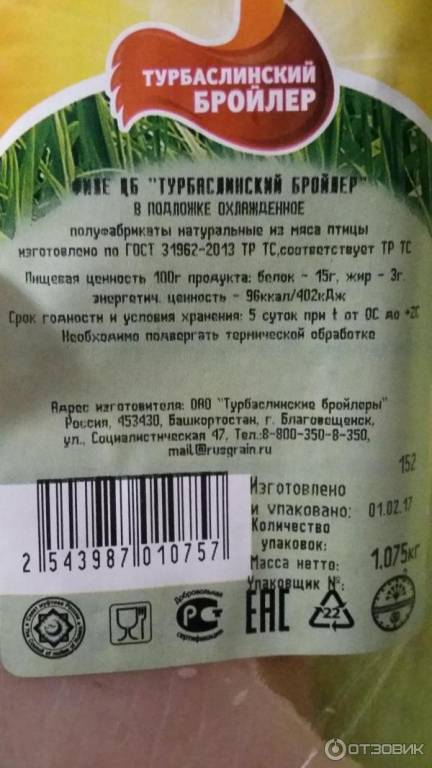 ТУРБАСЛИНСКИЙ
БРОЙЛЕР
ФИЛЕ ЦБ "ТУРБАСЛИНСКИЙ БРОЙЛЕР"
В ПОДЛОЖКЕ ОХЛАЖДЕННОЕ
полуфабрикаты натуральные из мяса птицы
изготовлено по ГОСТ 31962-2013 ТР ТС,соответствует ТР ТС
Пищевая ценность 100г продукта: белок - 15г, жир - 3г.
энергетич. ценность - 96ккал/402кДж
Срок годности и условия хранения: 5 суток при t от 0С до +2С
Необходимо подвергать термической обработке
Адрес изготовителя: ОАО "Турбаслинские бройлеры"
Россия, 453430, Башкортостан, г. Благовещенск,
ул., Социалистическая 47, Тел.:8-800-350-8-350,
mail@rusgrain.ru
152
Изготовлено
и упаковано: 01.02.17
Количество
упаковок:
Масса нетто: 1.075кг
Упаковщик №:
2 543987 010757
Добровольная
сертификация
РСТ
EAC
22
ОТЗОВИК